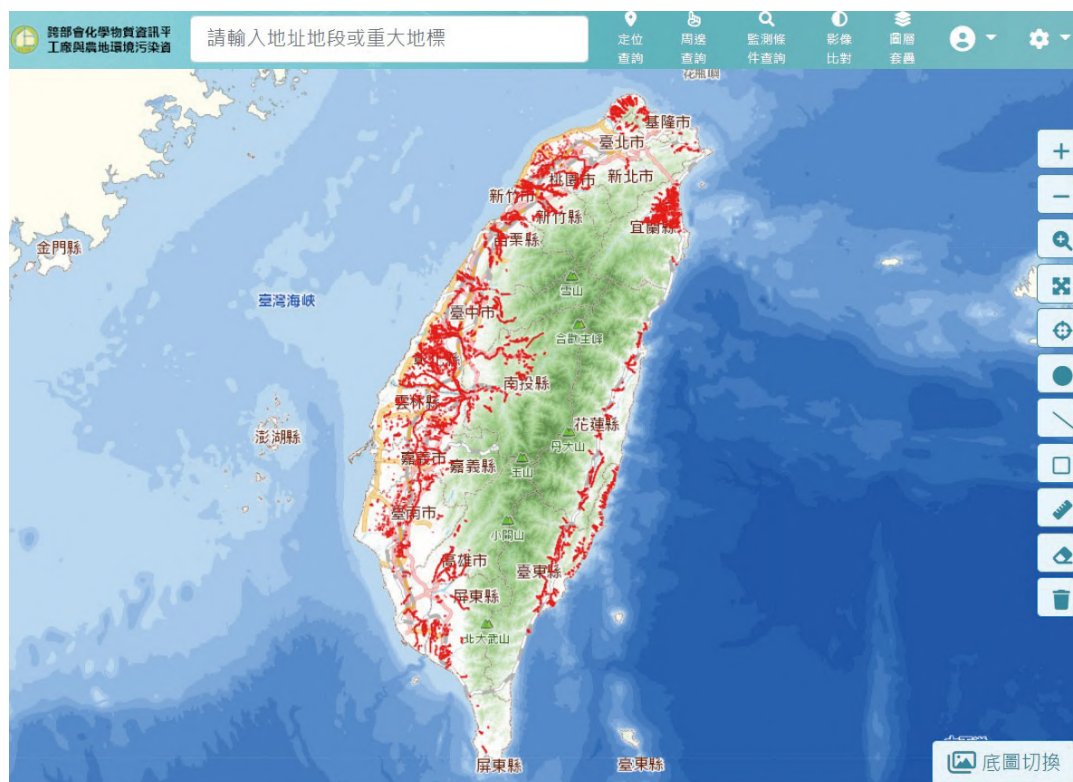 跨部會化學物質資訊平
工廠與農地環境污染資
請輸入地址地段或重大地標
定位
查詢
周邊
查詢
監測條
件查詢
影像
比對
圖層
套疊
花瓶嶼
基隆市
臺北市
桃園市
新北市
新竹市
新竹縣
宜蘭縣
苗栗縣
金門縣
雪山
臺灣海峽
臺中市
合歡主峰
彰化縣
南投縣
雲林縣
花蓮縣
澎湖縣
丹大山
嘉義市
嘉義縣
玉山
臺南市
小關山
高雄市
臺東縣
屏東縣
北大武山
屏東縣
臺東縣
底圖切換